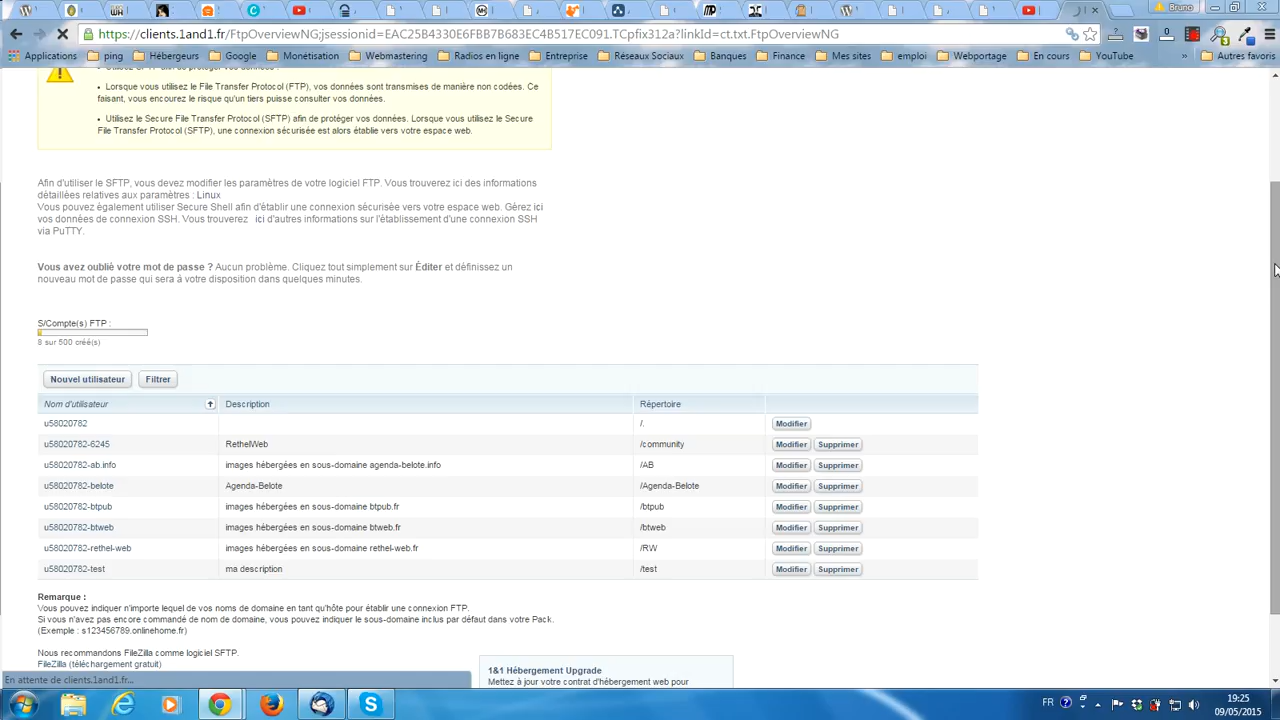 Bruno
https://clients.1and1.fr/FtpOverviewNG;jsessionid=EAC25B4330E6FBB7B683EC4B517EC091.TCpfix312a?linkId=ct.txt.FtpOverviewNG
Applications ping Hébergeurs Google Monétisation Webmastering Radios en ligne Entreprise Réseaux Sociaux Banques Finance Mes sites emploi Webportage En cours YouTube » Autres favoris
• Lorsque vous utilisez le File Transfer Protocol (FTP), vos données sont transmises de manière non codées. Ce
faisant, vous encourez le risque qu'un tiers puisse consulter vos données.
• Utilisez le Secure File Transfer Protocol (SFTP) afin de protéger vos données. Lorsque vous utilisez le Secure
File Transfer Protocol (SFTP), une connexion sécurisée est alors établie vers votre espace web.
Afin d'utiliser le SFTP, vous devez modifier les paramètres de votre logiciel FTP. Vous trouverez ici des informations
détaillées relatives aux paramètres : Linux
Vous pouvez également utiliser Secure Shell afin d'établir une connexion sécurisée vers votre espace web. Gérez ici
vos données de connexion SSH. Vous trouverez ici d'autres informations sur l'établissement d'une connexion SSH
via PuTTY.
Vous avez oublié votre mot de passe ? Aucun problème. Cliquez tout simplement sur Éditer et définissez un
nouveau mot de passe qui sera à votre disposition dans quelques minutes.
S/Compte(s) FTP :
8 sur 500 créé(s)
Nouvel utilisateur Filtrer
Nom d'utilisateur Description Répertoire
u58020782 /. Modifier
u58020782-6245 RethelWeb /community Modifier Supprimer
u58020782-ab.info images hébergées en sous-domaine agenda-belote.info /AB Modifier Supprimer
u58020782-belote Agenda-Belote /Agenda-Belote Modifier Supprimer
u58020782-btpub images hébergées en sous-domaine btpub.fr /btpub Modifier Supprimer
u58020782-btweb images hébergées en sous-domaine btweb.fr /btweb Modifier Supprimer
u58020782-rethel-web images hébergées en sous-domaine rethel-web.fr /RW Modifier Supprimer
u58020782-test ma description /test Modifier Supprimer
Remarque :
Vous pouvez indiquer n'importe lequel de vos noms de domaine en tant qu'hôte pour établir une connexion FTP.
Si vous n'avez pas encore commandé de nom de domaine, vous pouvez indiquer le sous-domaine inclus par défaut dans votre Pack.
(Exemple : s123456789.onlinehome.fr)
Nous recommandons FileZilla comme logiciel SFTP.
FileZilla (téléchargement gratuit)
1&1 Hébergement Upgrade
Mettez à jour votre contrat d'hébergement web pour
En attente de clients.1and1.fr...
FR
19:25
09/05/2015